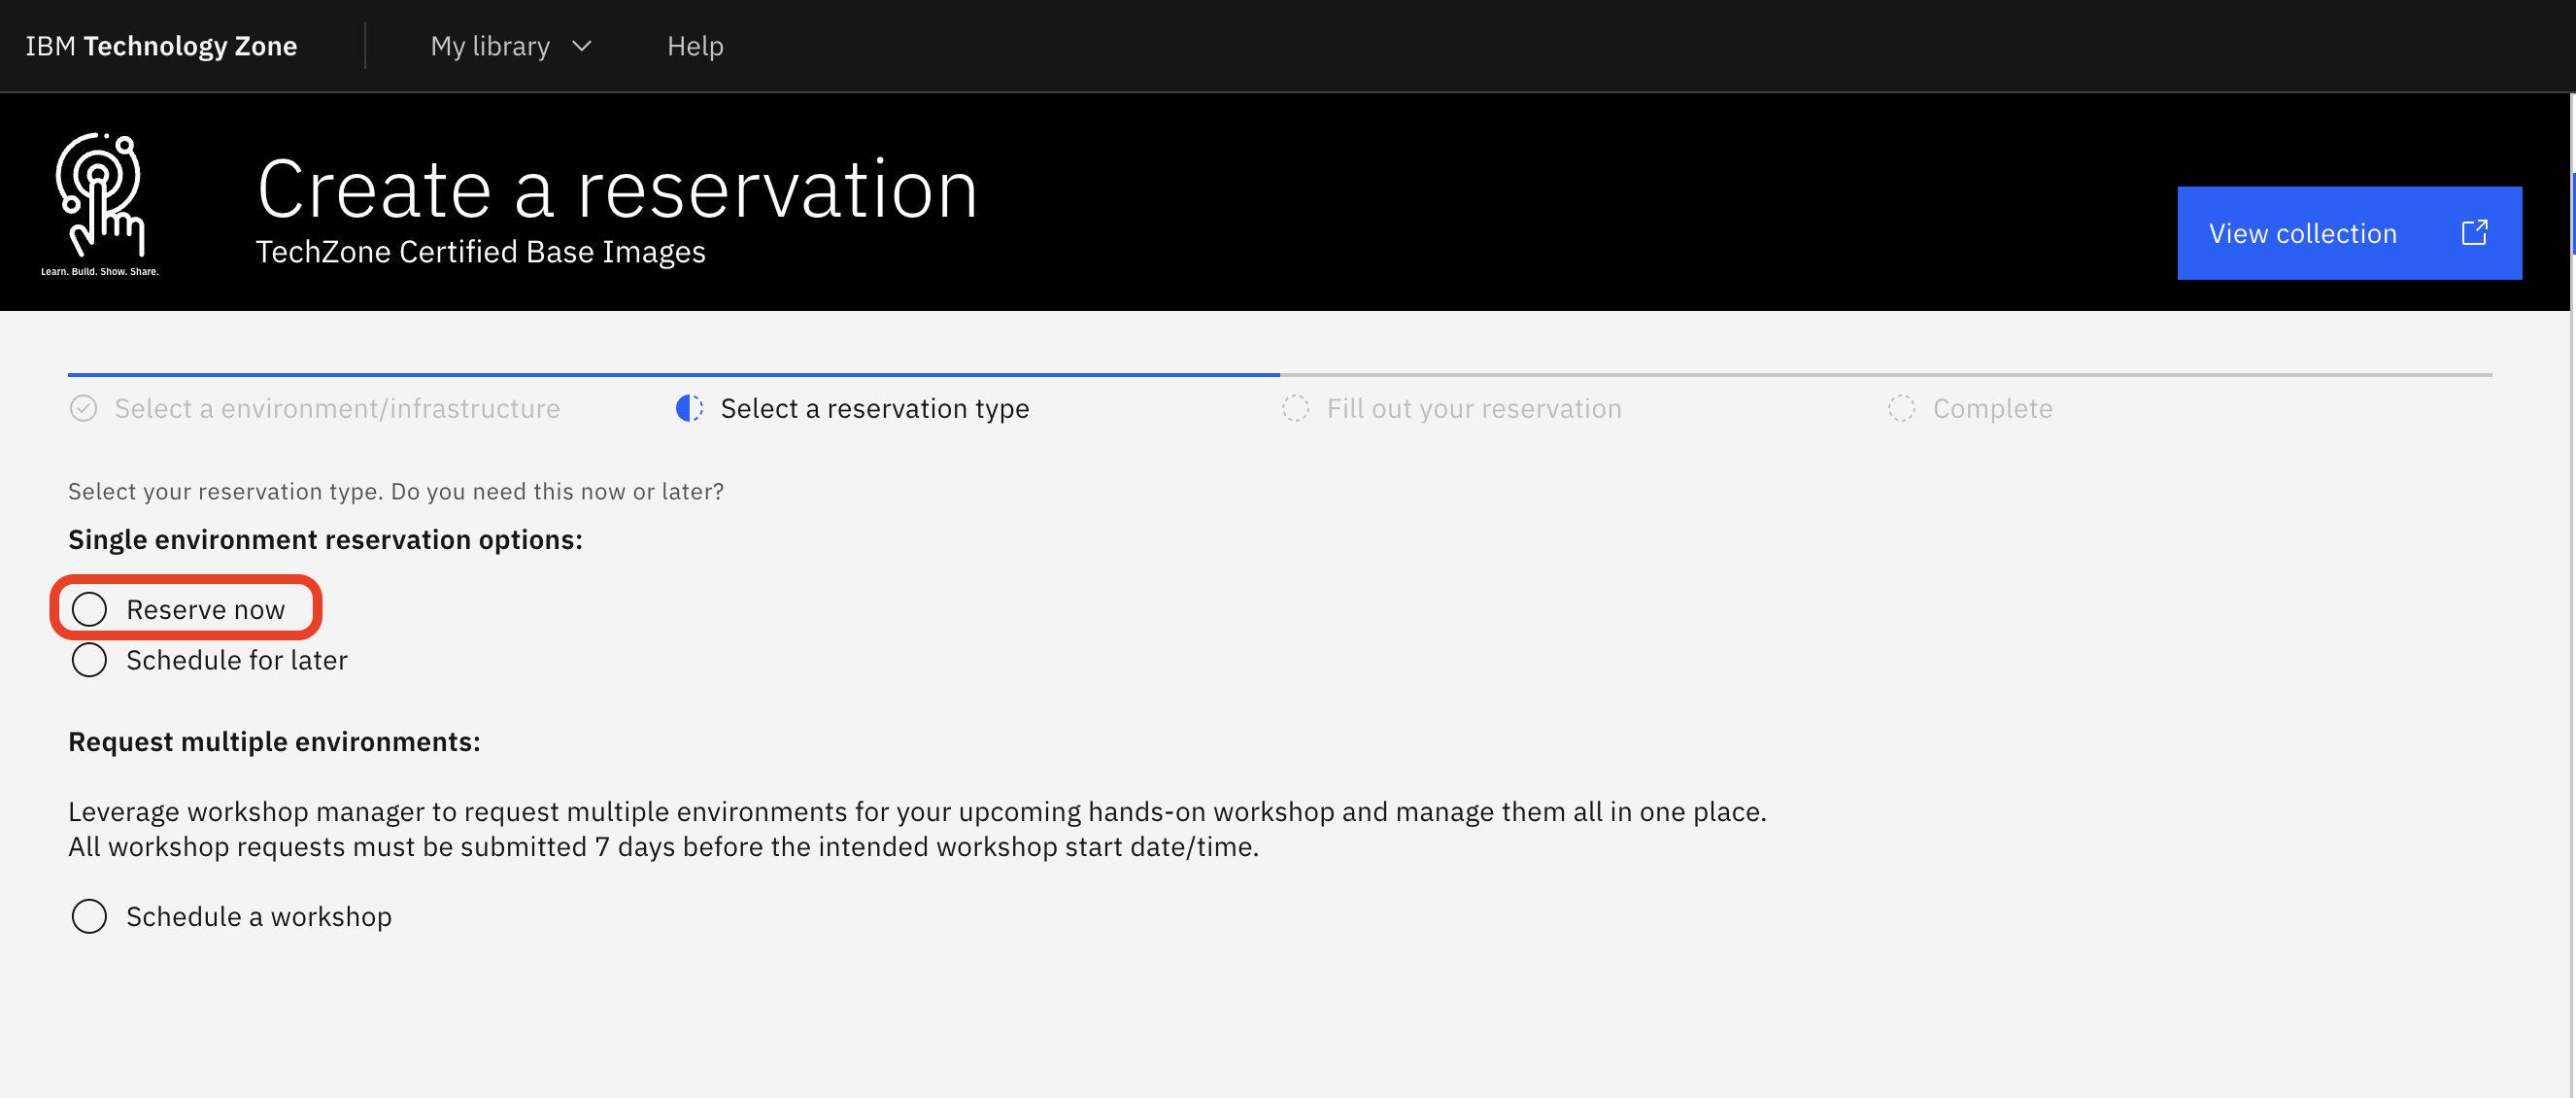 IBM Technology Zone
My library
Help
Create a reservation
TechZone Certified Base Images
Learn. Build. Show. Share.
View collection
Select a environment/infrastructure
Select a reservation type
Fill out your reservation
Complete
Select your reservation type. Do you need this now or later?
Single environment reservation options:
Reserve now
Schedule for later
Request multiple environments:
Leverage workshop manager to request multiple environments for your upcoming hands-on workshop and manage them all in one place.
All workshop requests must be submitted 7 days before the intended workshop start date/time.
Schedule a workshop